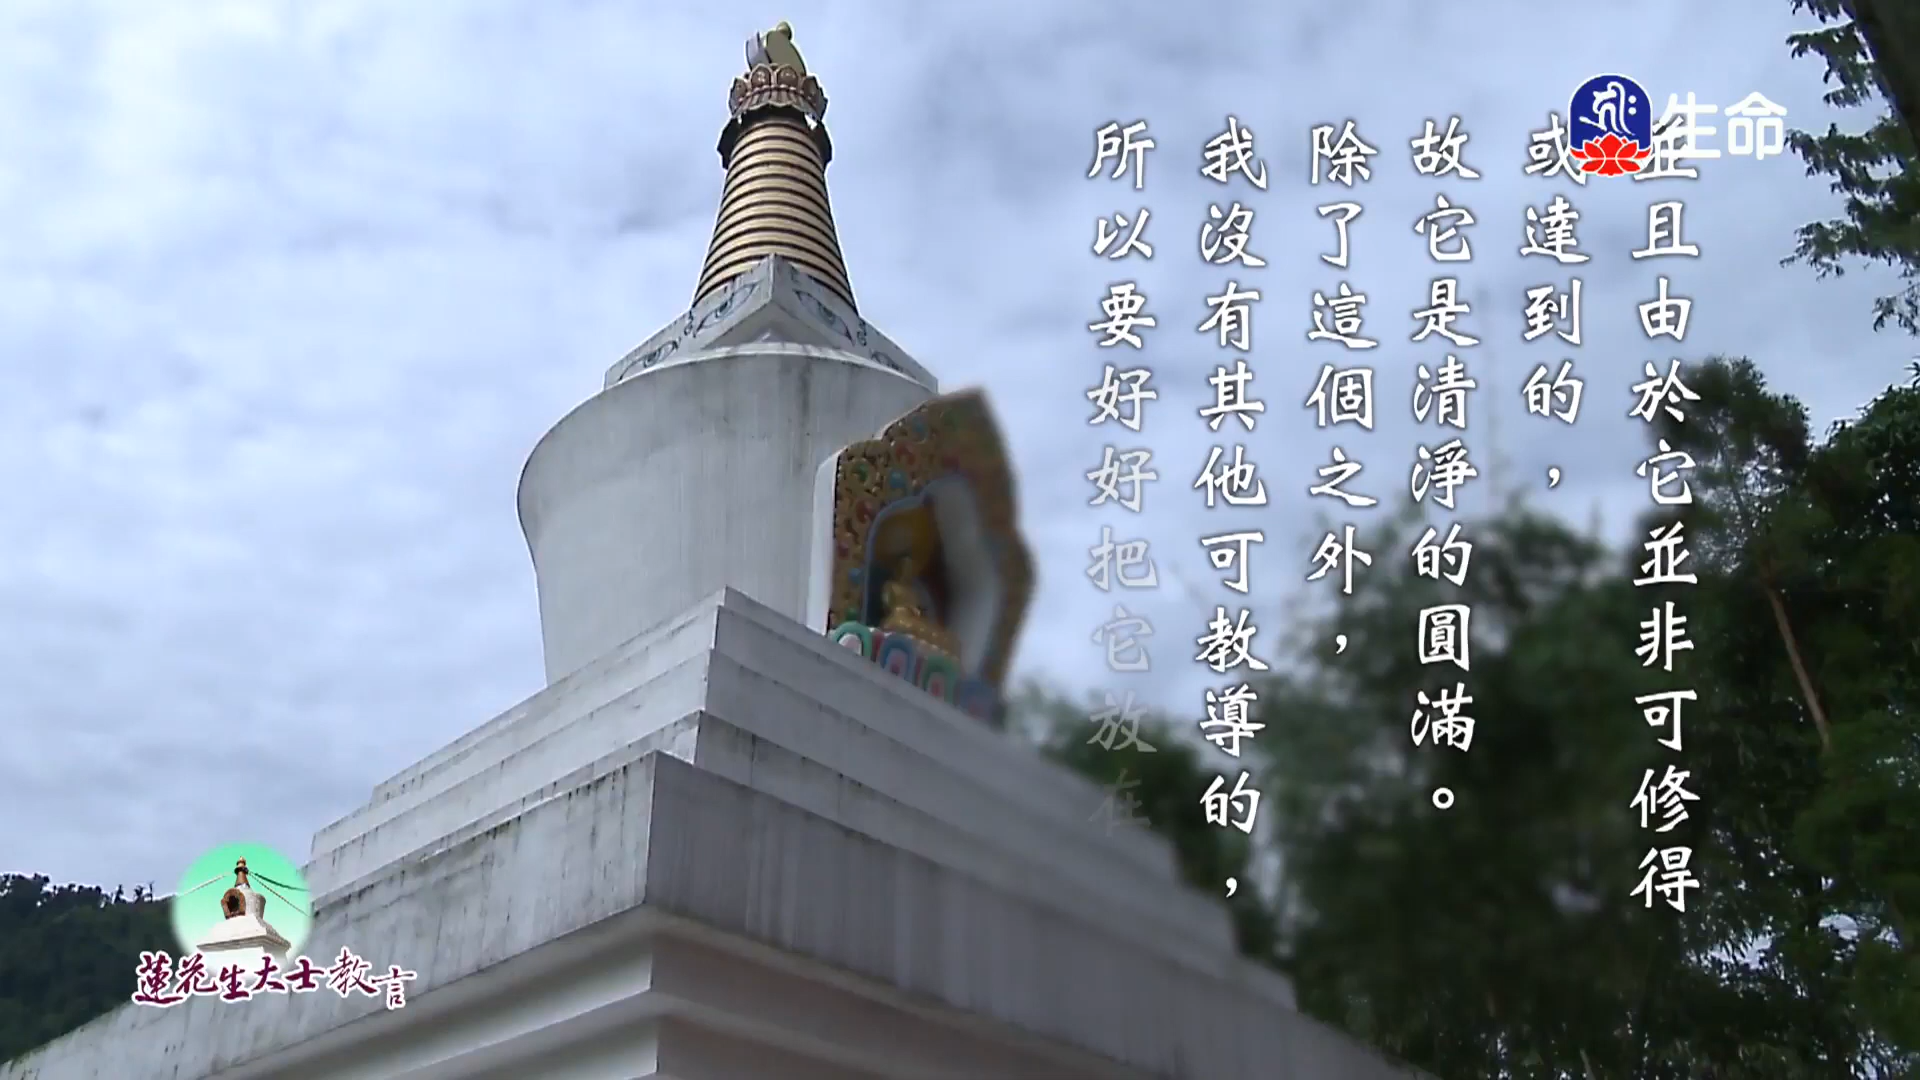 並且由於它並非可修得
或達到的，
故它是清淨的圓滿。
除了這個之外，
我沒有其他可教導的，
所以要好好把它放在
生命
蓮花生大士教言